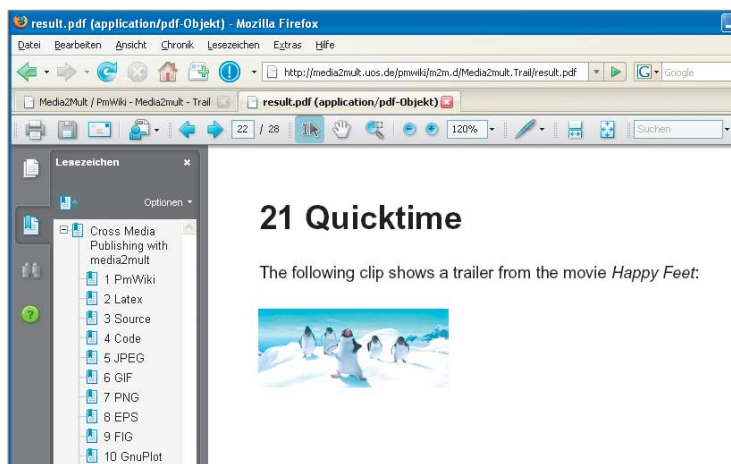 result.pdf (application/pdf-Objekt) - Mozilla Firefox
Datei Bearbeiten Ansicht Chronik Lesezeichen Extras Hilfe
http://media2mult.uos.de/pmwiki/m2m.d/Media2mult.Trail/result.pdf
G Google
Media2Mult / PmWiki - Media2mult - Trail
result.pdf (application/pdf-Objekt)
22 / 28
120%
Suchen
Lesezeichen
Optionen
Cross Media
Publishing with
media2mult
1 PmWiki
2 Latex
3 Source
4 Code
5 JPEG
6 GIF
7 PNG
8 EPS
9 FIG
10 GnuPlot
21 Quicktime
The following clip shows a trailer from the movie Happy Feet: